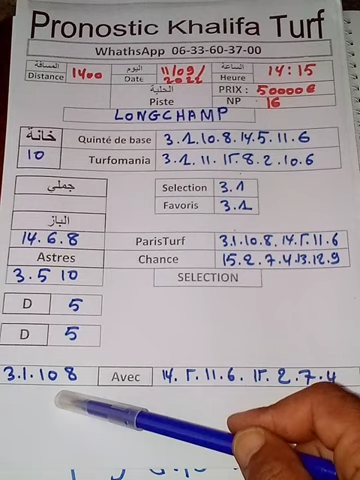 Pronostic Khalifa Turf
WhathsApp 06-33-60-37-00
المسافة Distance 1400 اليوم Date 11/09/2022 الساعة Heure 14:15
الحلبة Piste PRIX : 50000€
NP 16
LONGCHAMP
خانة Quinté de base 3.1.10.8.14.5.11.6
10 Turfomania 3.1.11.15.8.2.10.6
جملي Selection 3.1
الباز Favoris 3.1
14.6.8 ParisTurf 3.1.10.8.14.5.11.6
Astres Chance 15.2.7.4.13.12.9
3.5 10 SELECTION
D 5
D 5
3.1.10 8 Avec 14.5.11.6.15.2.7.4